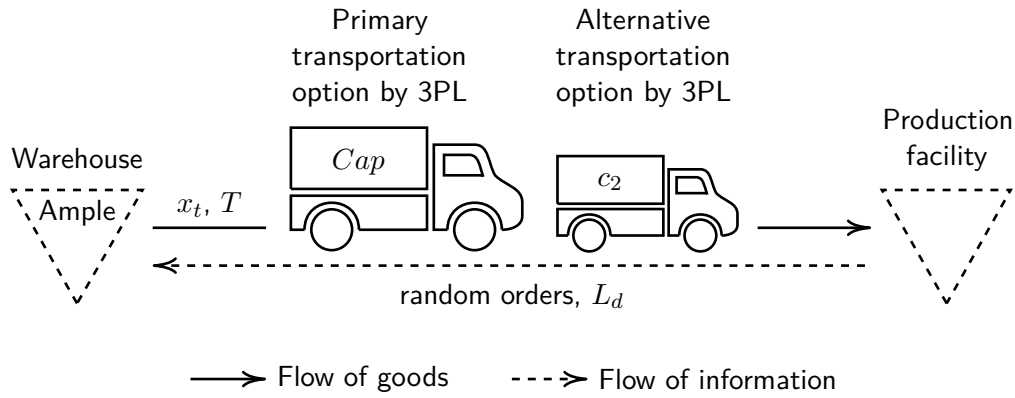 Primary
transportation
option by 3PL
Alternative
transportation
option by 3PL
Production
facility
Warehouse
Ample
x_t, T
Cap
c_2
random orders, L_d
Flow of goods
Flow of information